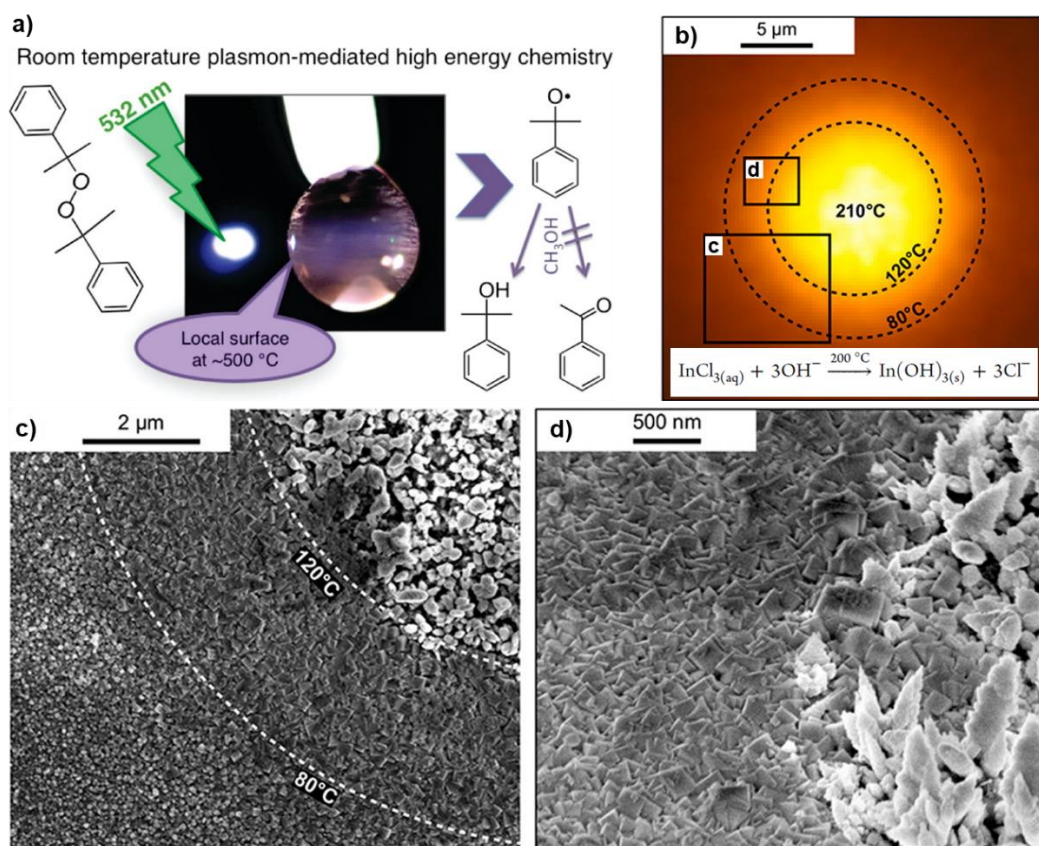 a)
Room temperature plasmon-mediated high energy chemistry
532 nm
O
O
Local surface
at ~500 °C
O•
CH₃OH
OH
O
b)
5 µm
d
210°C
c
120°C
80°C
InCl₃₍ₐq₎ + 3OH⁻ 200 °C → In(OH)₃₍s₎ + 3Cl⁻
c)
2 µm
120°C
80°C
d)
500 nm